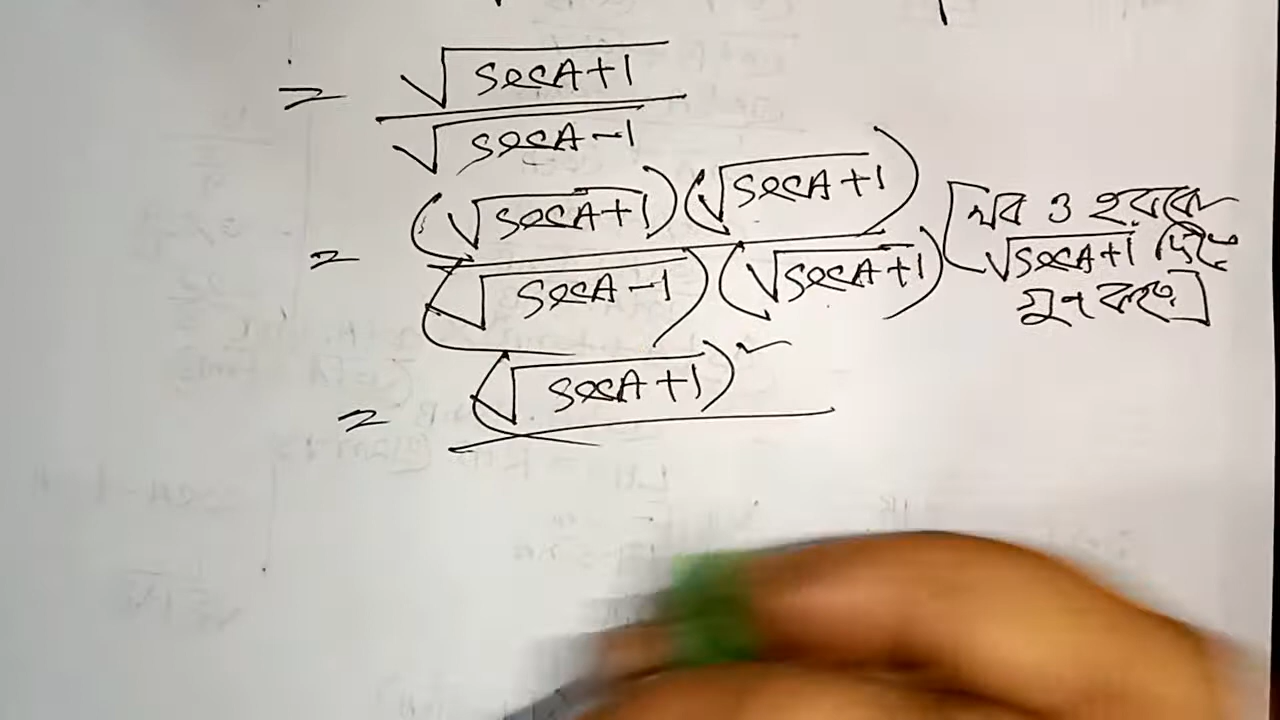 = √(secA+1) / √(secA-1)
= (√(secA+1))(√(secA+1)) / (√(secA-1))(√(secA+1)) [লব ও হরকে
√(secA+1) দিয়ে
গুণ করে]
= (√(secA+1))²